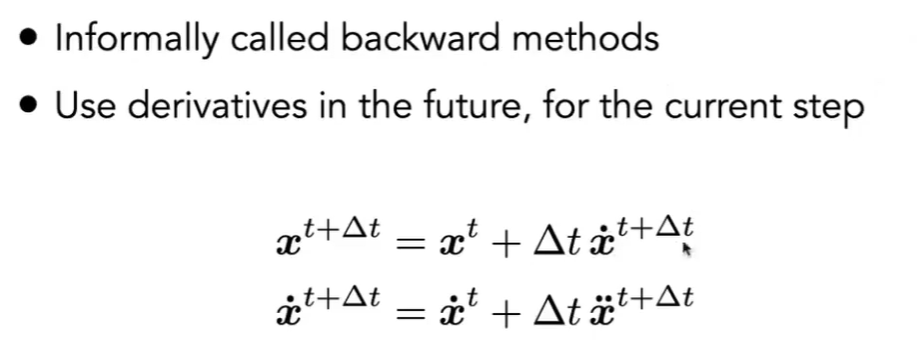 • Informally called backward methods
• Use derivatives in the future, for the current step
𝒙^{t+Δt} = 𝒙^t + Δt 𝒙̇^{t+Δt}
𝒙̇^{t+Δt} = 𝒙̇^t + Δt 𝒙̈^{t+Δt}